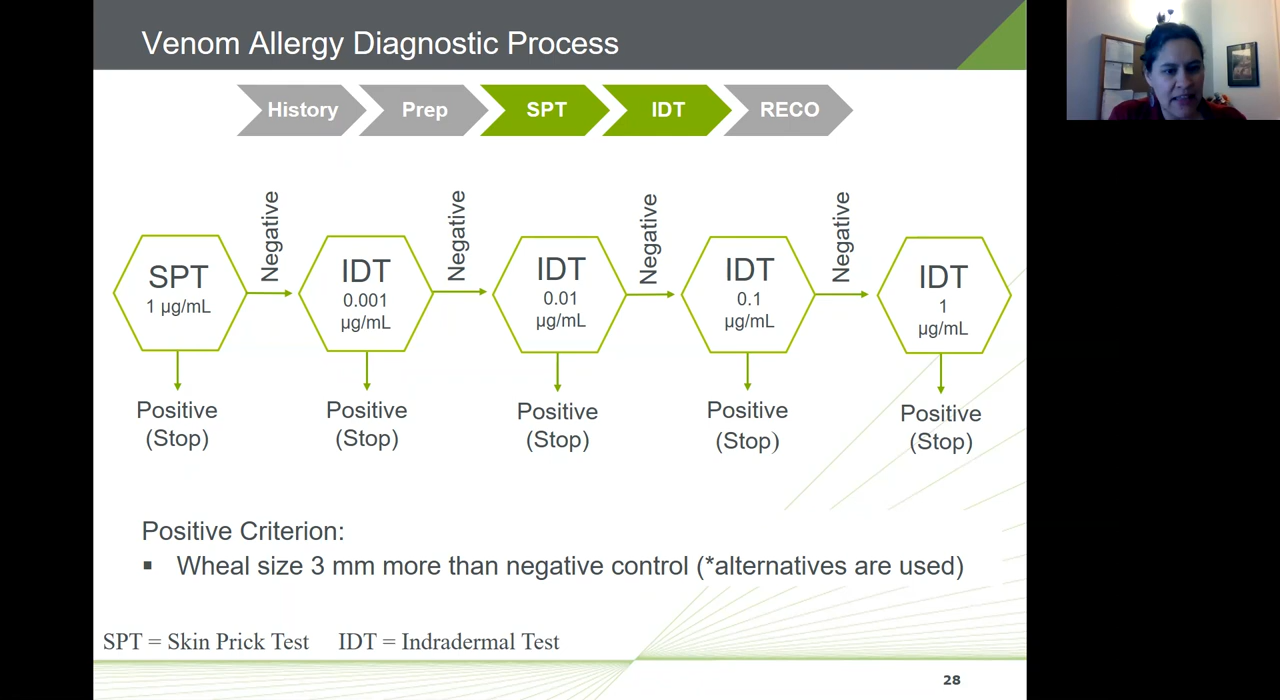 Venom Allergy Diagnostic Process
History Prep SPT IDT RECO
Negative Negative Negative Negative
SPT IDT IDT IDT IDT
1 µg/mL 0.001 0.01 0.1 1
µg/mL µg/mL µg/mL µg/mL
Positive Positive Positive Positive Positive
(Stop) (Stop) (Stop) (Stop) (Stop)
Positive Criterion:
▪ Wheal size 3 mm more than negative control (*alternatives are used)
SPT = Skin Prick Test IDT = Indradermal Test
28